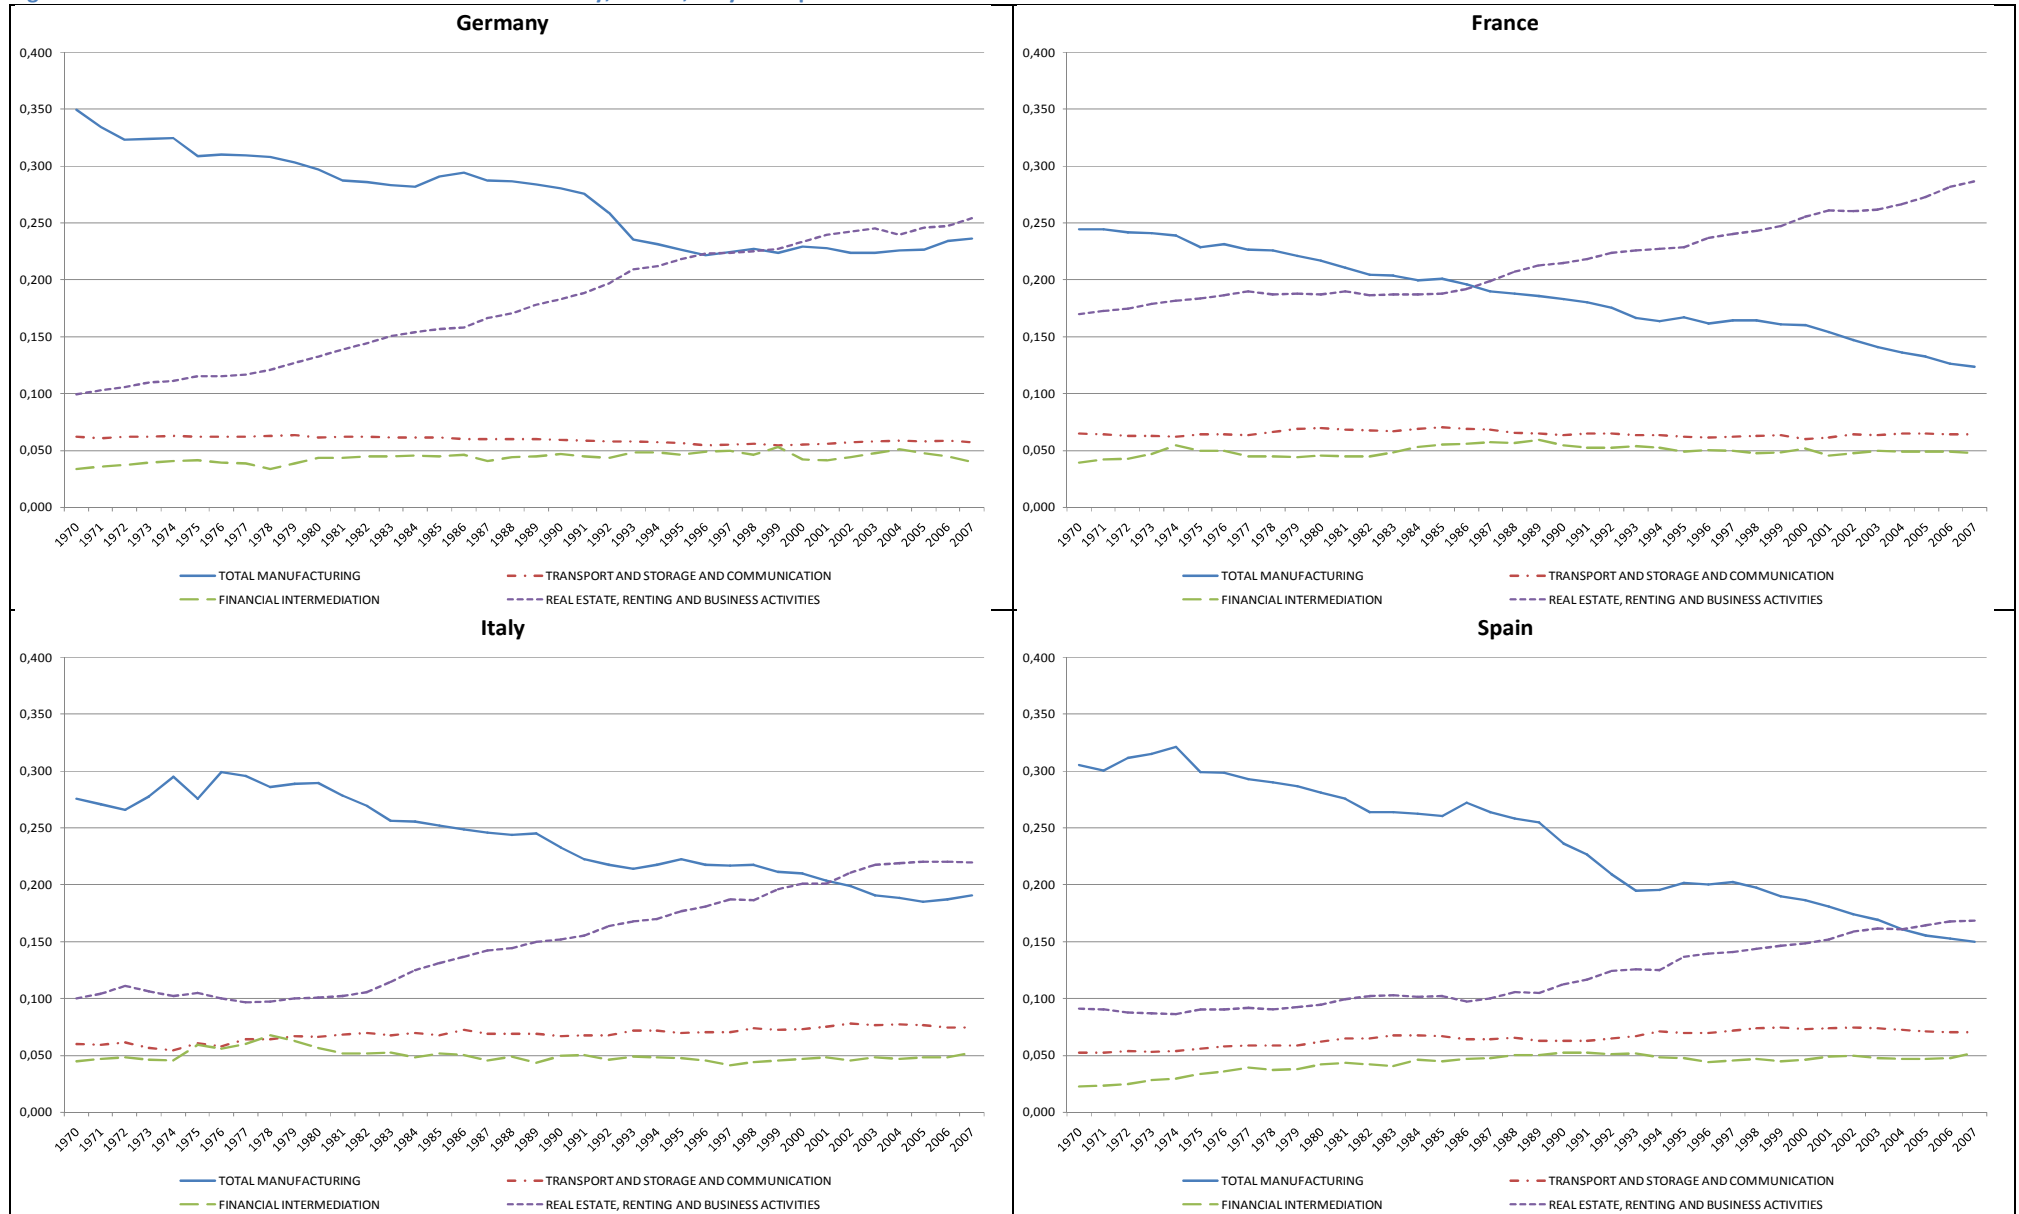 Germany
0,400
0,350
0,300
0,250
0,200
0,150
0,100
0,050
0,000
1970 1971 1972 1973 1974 1975 1976 1977 1978 1979 1980 1981 1982 1983 1984 1985 1986 1987 1988 1989 1990 1991 1992 1993 1994 1995 1996 1997 1998 1999 2000 2001 2002 2003 2004 2005 2006 2007
TOTAL MANUFACTURING TRANSPORT AND STORAGE AND COMMUNICATION
FINANCIAL INTERMEDIATION REAL ESTATE, RENTING AND BUSINESS ACTIVITIES
France
0,400
0,350
0,300
0,250
0,200
0,150
0,100
0,050
0,000
1970 1971 1972 1973 1974 1975 1976 1977 1978 1979 1980 1981 1982 1983 1984 1985 1986 1987 1988 1989 1990 1991 1992 1993 1994 1995 1996 1997 1998 1999 2000 2001 2002 2003 2004 2005 2006 2007
TOTAL MANUFACTURING TRANSPORT AND STORAGE AND COMMUNICATION
FINANCIAL INTERMEDIATION REAL ESTATE, RENTING AND BUSINESS ACTIVITIES
Italy
0,400
0,350
0,300
0,250
0,200
0,150
0,100
0,050
0,000
1970 1971 1972 1973 1974 1975 1976 1977 1978 1979 1980 1981 1982 1983 1984 1985 1986 1987 1988 1989 1990 1991 1992 1993 1994 1995 1996 1997 1998 1999 2000 2001 2002 2003 2004 2005 2006 2007
TOTAL MANUFACTURING TRANSPORT AND STORAGE AND COMMUNICATION
FINANCIAL INTERMEDIATION REAL ESTATE, RENTING AND BUSINESS ACTIVITIES
Spain
0,400
0,350
0,300
0,250
0,200
0,150
0,100
0,050
0,000
1970 1971 1972 1973 1974 1975 1976 1977 1978 1979 1980 1981 1982 1983 1984 1985 1986 1987 1988 1989 1990 1991 1992 1993 1994 1995 1996 1997 1998 1999 2000 2001 2002 2003 2004 2005 2006 2007
TOTAL MANUFACTURING TRANSPORT AND STORAGE AND COMMUNICATION
FINANCIAL INTERMEDIATION REAL ESTATE, RENTING AND BUSINESS ACTIVITIES